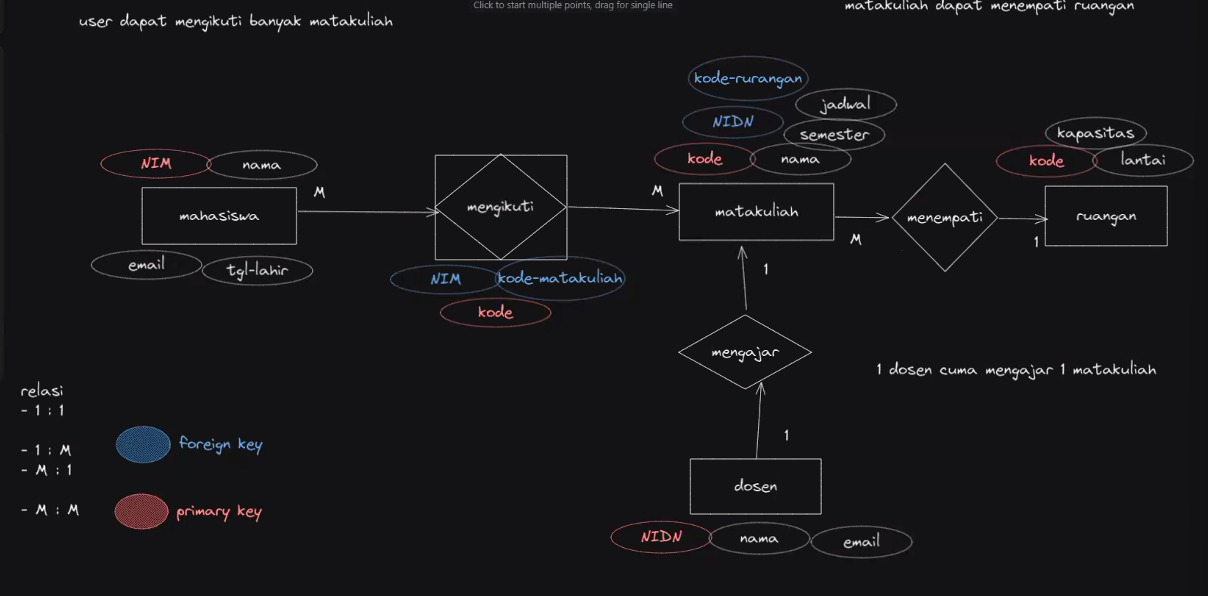 Click to start multiple points, drag for single line
user dapat mengikuti banyak matakuliah
matakuliah dapat menempati ruangan
kode-rurangan
jadwal
NIDN
semester
kode
nama
kapasitas
kode
lantai
NIM
nama
mahasiswa
M
mengikuti
M
matakuliah
M
menempati
1
ruangan
email
tgl-lahir
NIM
kode-matakuliah
kode
1
mengajar
1 dosen cuma mengajar 1 matakuliah
1
dosen
NIDN
nama
email
relasi
- 1 : 1
- 1 : M
- M : 1
- M : M
foreign key
primary key